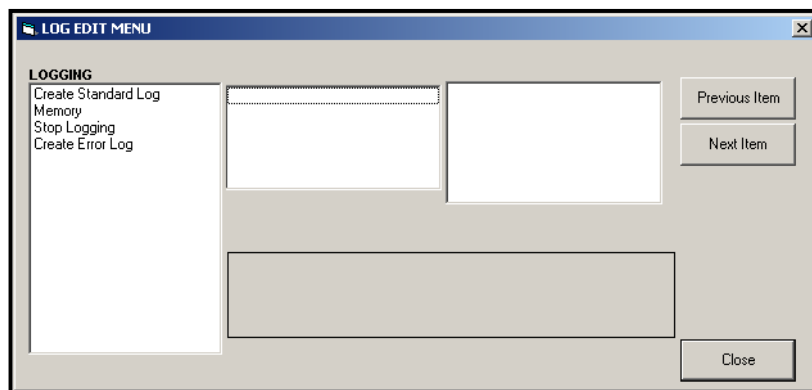 LOG EDIT MENU
LOGGING
Create Standard Log
Memory
Stop Logging
Create Error Log
Previous Item
Next Item
Close